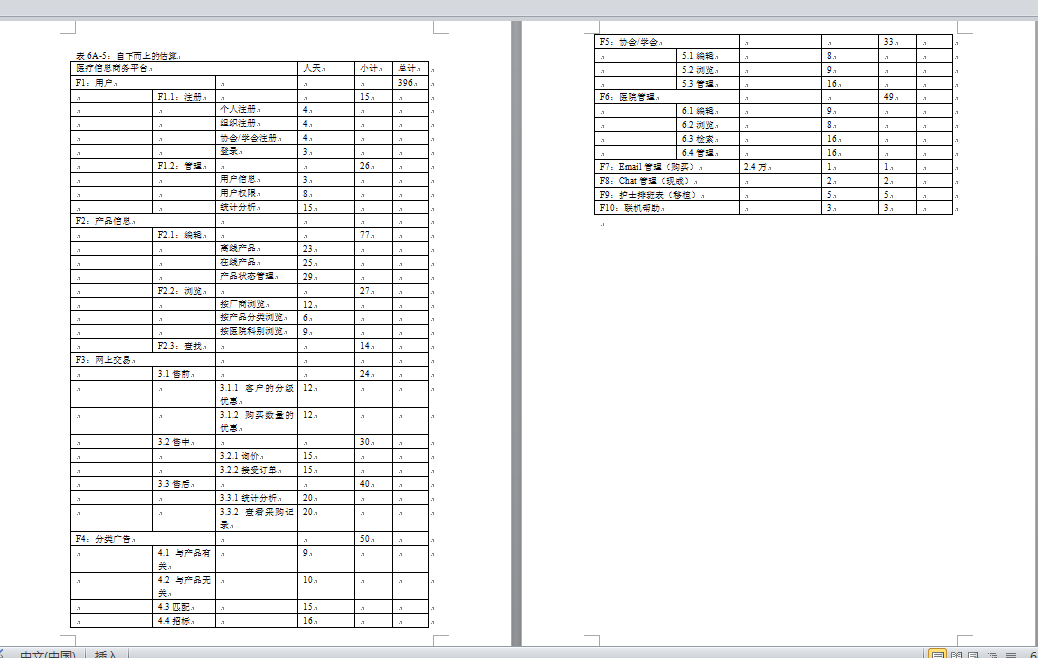 表 6A-5：自下而上的估算
医疗信息商务平台 人天 小计 总计
F1：用户 396
F1.1：注册 15
个人注册 4
组织注册 4
协会/学会注册 4
登录 3
F1.2：管理 26
用户信息 3
用户权限 8
统计分析 15
F2：产品信息
F2.1：编辑 77
离线产品 23
在线产品 25
产品状态管理 29
F2.2：浏览 27
按厂商浏览 12
按产品分类浏览 6
按医院科别浏览 9
F2.3：查找 14
F3：网上交易
3.1 售前 24
3.1.1 客户的分级 12
优惠
3.1.2 购买数量的 12
优惠
3.2 售中 30
3.2.1 询价 15
3.2.2 接受订单 15
3.3 售后 40
3.3.1 统计分析 20
3.3.2 查看采购记 20
录
F4：分类广告 50
4.1 与产品有 9
关
4.2 与产品无 10
关
4.3 匹配 15
4.4 招标 16
F5：协会/学会 33
5.1 编辑 8
5.2 浏览 9
5.3 管理 16
F6：医院管理 49
6.1 编辑 9
6.2 浏览 8
6.3 检索 16
6.4 管理 16
F7：Email 管理（购买） 2.4 万 1 1
F8：Chat 管理（现成） 2 2
F9：护士排班表（移植） 5 5
F10：联机帮助 3 3
中文(中国) 插入